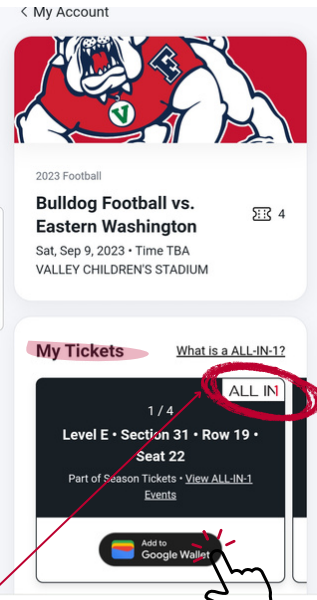 < My Account
F
V
2023 Football
Bulldog Football vs.
Eastern Washington
4
Sat, Sep 9, 2023 • Time TBA
VALLEY CHILDREN'S STADIUM
My Tickets
What is a ALL-IN-1?
ALL IN1
1 / 4
Level E • Section 31 • Row 19 •
Seat 22
Part of Season Tickets • View ALL-IN-1
Events
Add to
Google Wallet